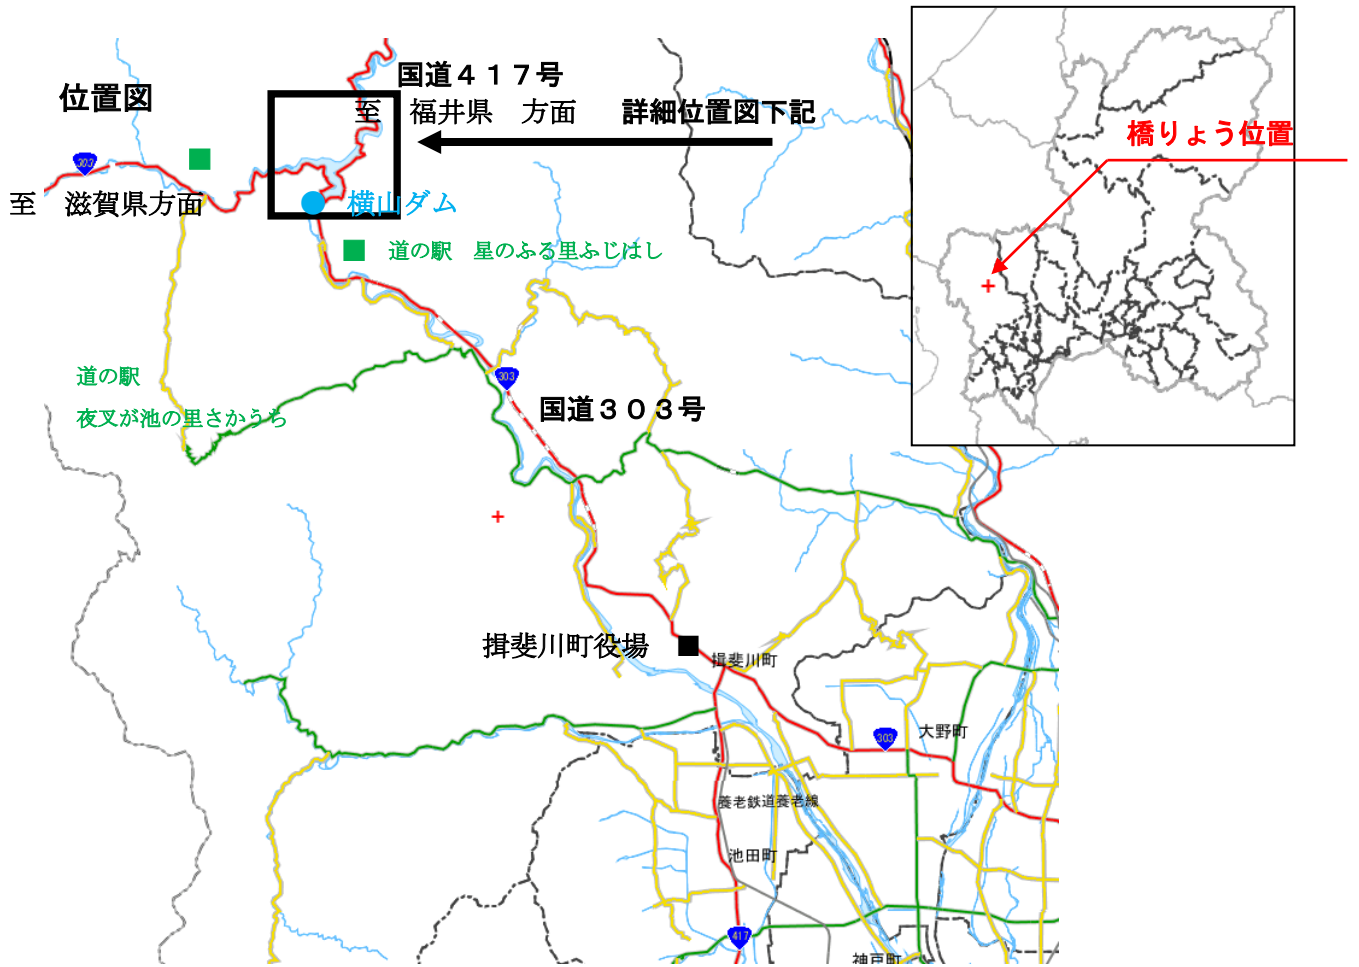 位置図
国道４１７号
至　福井県　方面
詳細位置図下記
橋りょう位置
303
至　滋賀県方面
横山ダム
道の駅　星のふる里ふじはし
道の駅
夜叉が池の里さかうち
303
国道３０３号
揖斐川町役場
揖斐川町
303
大野町
養老鉄道養老線
池田町
417
神戸町